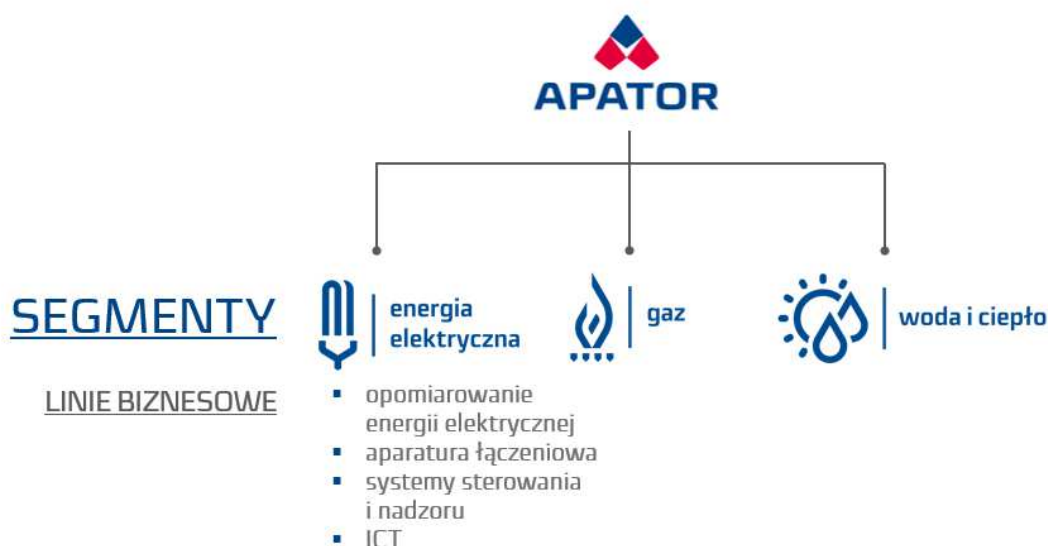 APATOR
SEGMENTY
energia
elektryczna
gaz
woda i ciepło
LINIE BIZNESOWE
▪ opomiarowanie
energii elektrycznej
▪ aparatura łączeniowa
▪ systemy sterowania
i nadzoru
▪ ICT